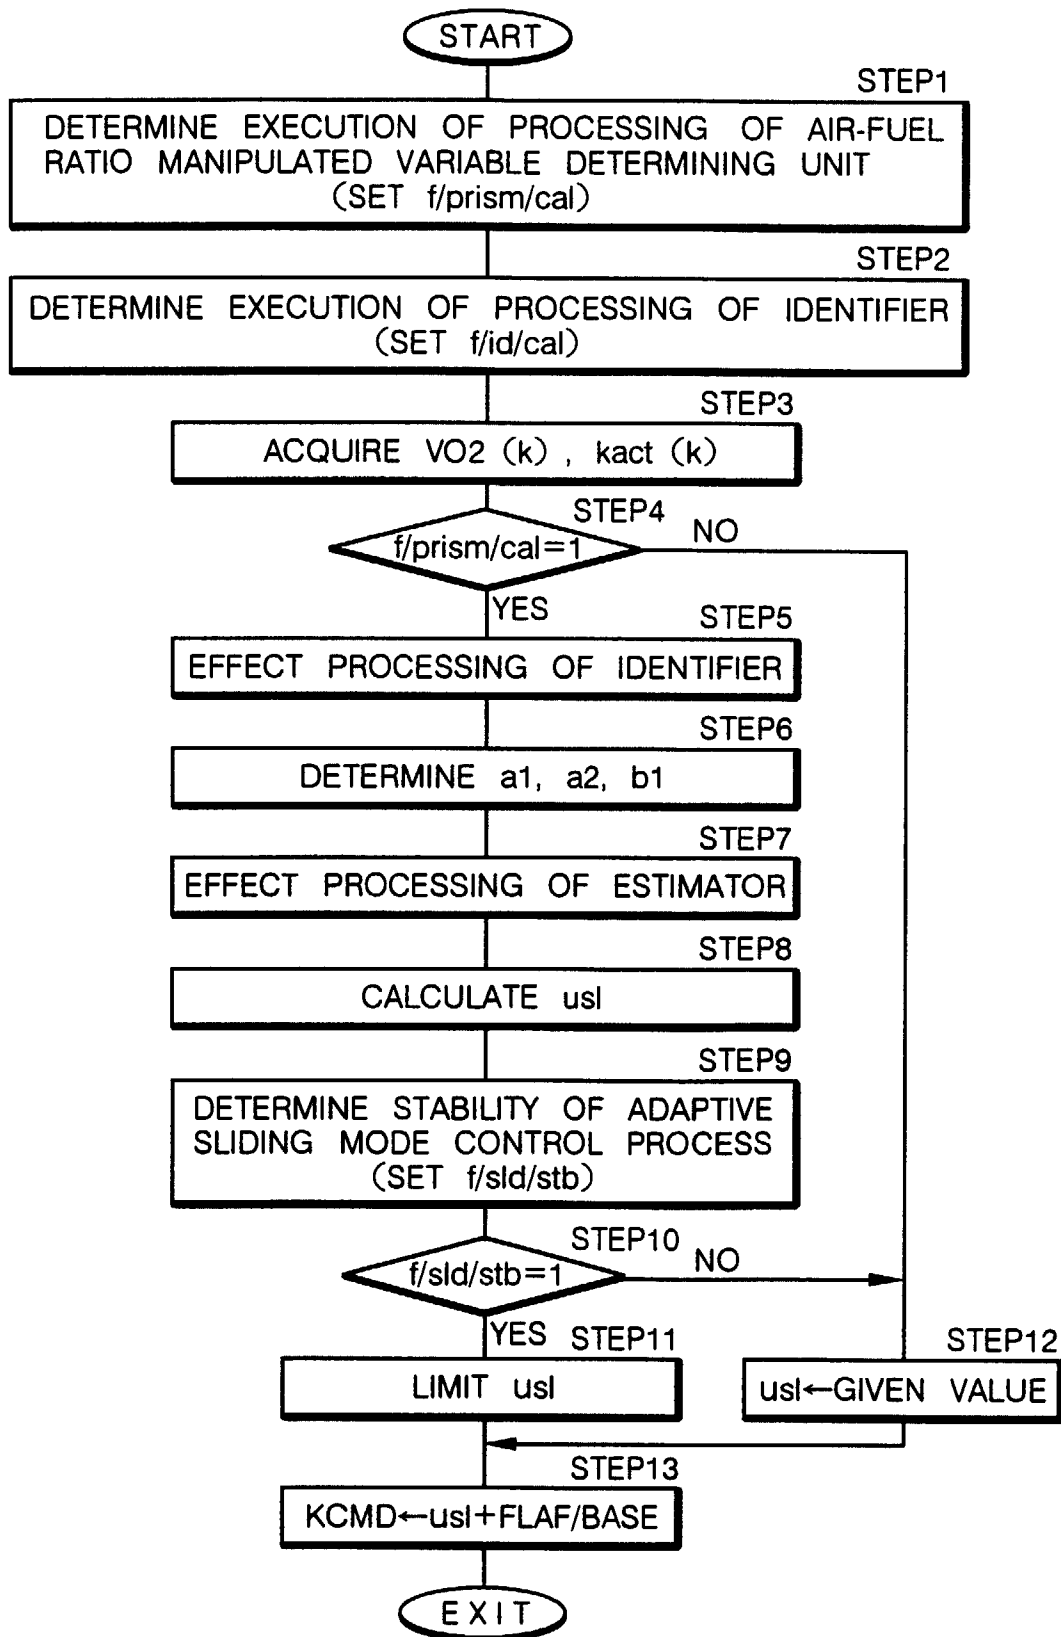 START
STEP1
DETERMINE EXECUTION OF PROCESSING OF AIR-FUEL
RATIO MANIPULATED VARIABLE DETERMINING UNIT
(SET f/prism/cal)
STEP2
DETERMINE EXECUTION OF PROCESSING OF IDENTIFIER
(SET f/id/cal)
STEP3
ACQUIRE VO2 (k) , kact (k)
STEP4
f/prism/cal=1
NO
YES
STEP5
EFFECT PROCESSING OF IDENTIFIER
STEP6
DETERMINE a1, a2, b1
STEP7
EFFECT PROCESSING OF ESTIMATOR
STEP8
CALCULATE usl
STEP9
DETERMINE STABILITY OF ADAPTIVE
SLIDING MODE CONTROL PROCESS
(SET f/sld/stb)
STEP10
f/sld/stb=1
NO
YES
STEP11
LIMIT usl
STEP12
usl←GIVEN VALUE
STEP13
KCMD←usl+FLAF/BASE
EXIT